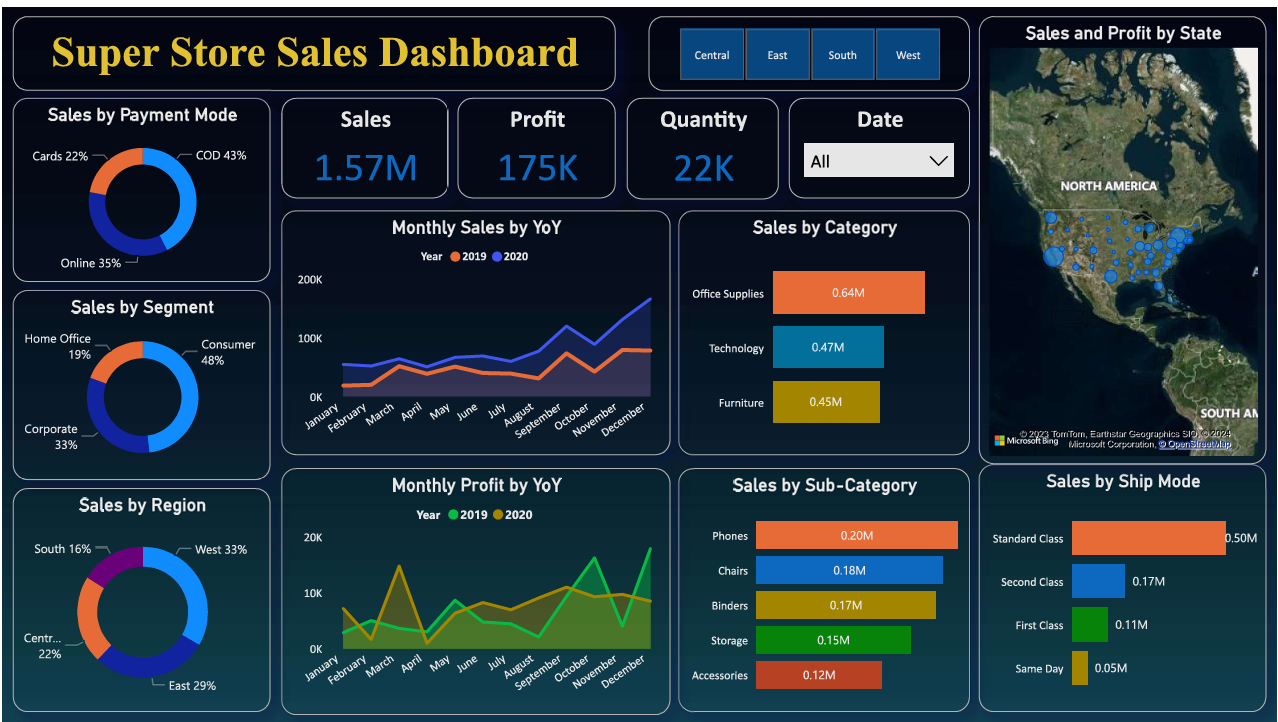 Super Store Sales Dashboard
Central
East
South
West
Sales and Profit by State
NORTH AMERICA
SOUTH AM
A
Microsoft Bing
© 2023 TomTom, Earthstar Geographics SIO, © 2024
Microsoft Corporation, © OpenStreetMap
Sales by Payment Mode
Cards 22%
COD 43%
Online 35%
Sales
1.57M
Profit
175K
Quantity
22K
Date
All
Sales by Segment
Home Office
19%
Consumer
48%
Corporate
33%
Monthly Sales by YoY
Year 2019 2020
200K
100K
0K
January
February
March
April
May
June
July
August
September
October
November
December
Sales by Category
Office Supplies 0.64M
Technology 0.47M
Furniture 0.45M
Sales by Region
South 16%
West 33%
Centr...
22%
East 29%
Monthly Profit by YoY
Year 2019 2020
20K
10K
0K
January
February
March
April
May
June
July
August
September
October
November
December
Sales by Sub-Category
Phones 0.20M
Chairs 0.18M
Binders 0.17M
Storage 0.15M
Accessories 0.12M
Sales by Ship Mode
Standard Class 0.50M
Second Class 0.17M
First Class 0.11M
Same Day 0.05M